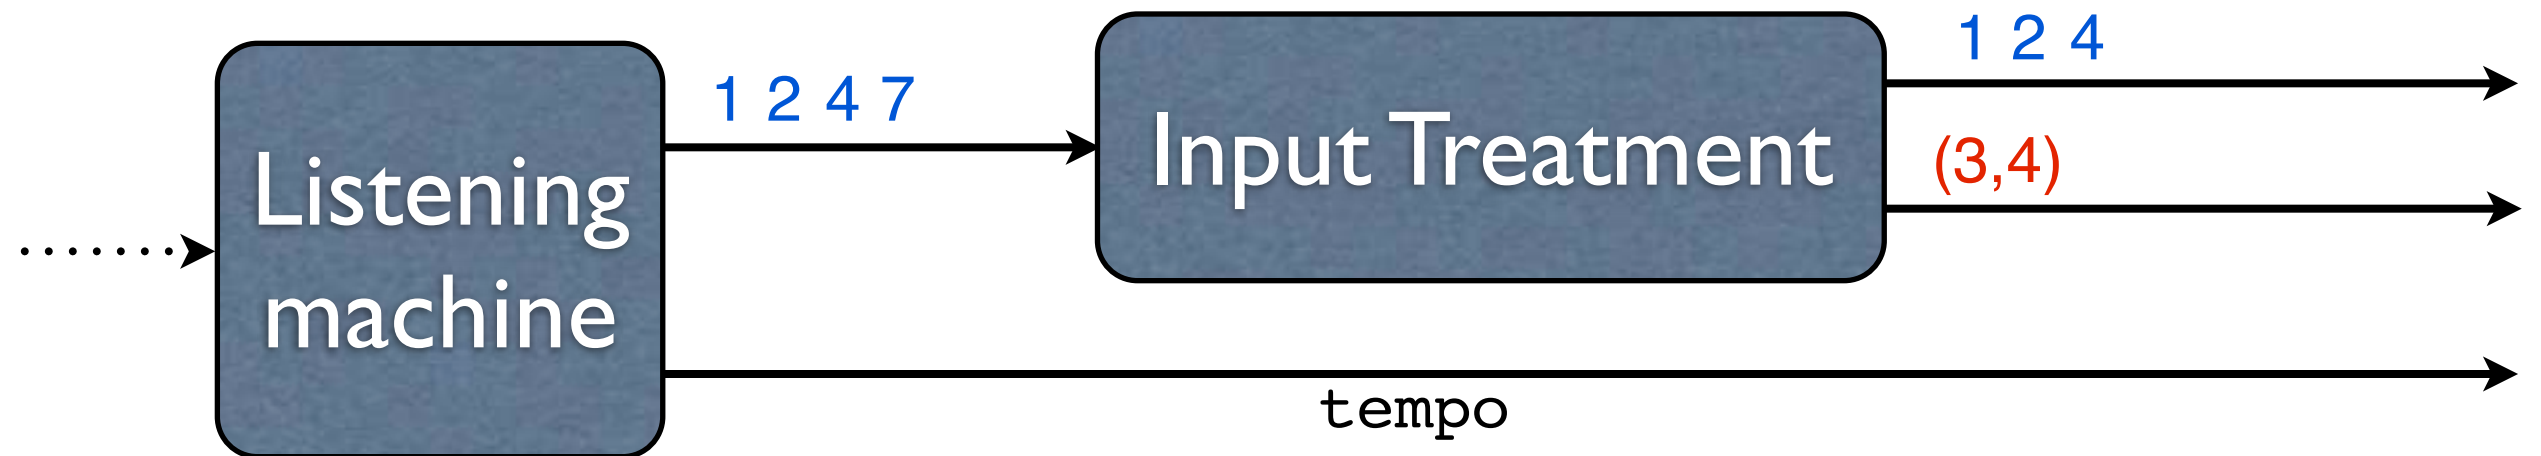 Listening
machine
1 2 4 7
Input Treatment
1 2 4
(3,4)
tempo